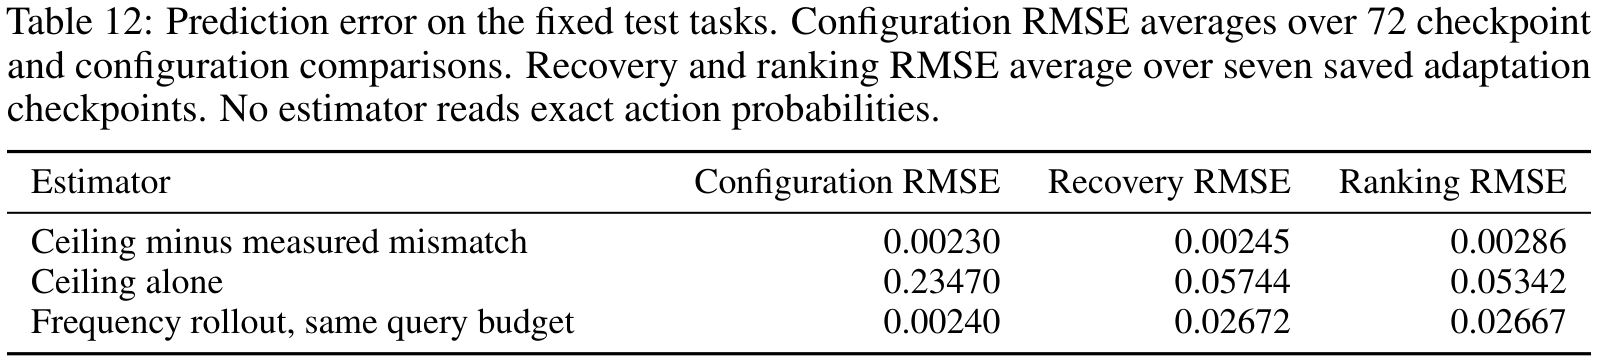 Table 12: Prediction error on the fixed test tasks. Configuration RMSE averages over 72 checkpoint
and configuration comparisons. Recovery and ranking RMSE average over seven saved adaptation
checkpoints. No estimator reads exact action probabilities.
Estimator Configuration RMSE Recovery RMSE Ranking RMSE
Ceiling minus measured mismatch 0.00230 0.00245 0.00286
Ceiling alone 0.23470 0.05744 0.05342
Frequency rollout, same query budget 0.00240 0.02672 0.02667